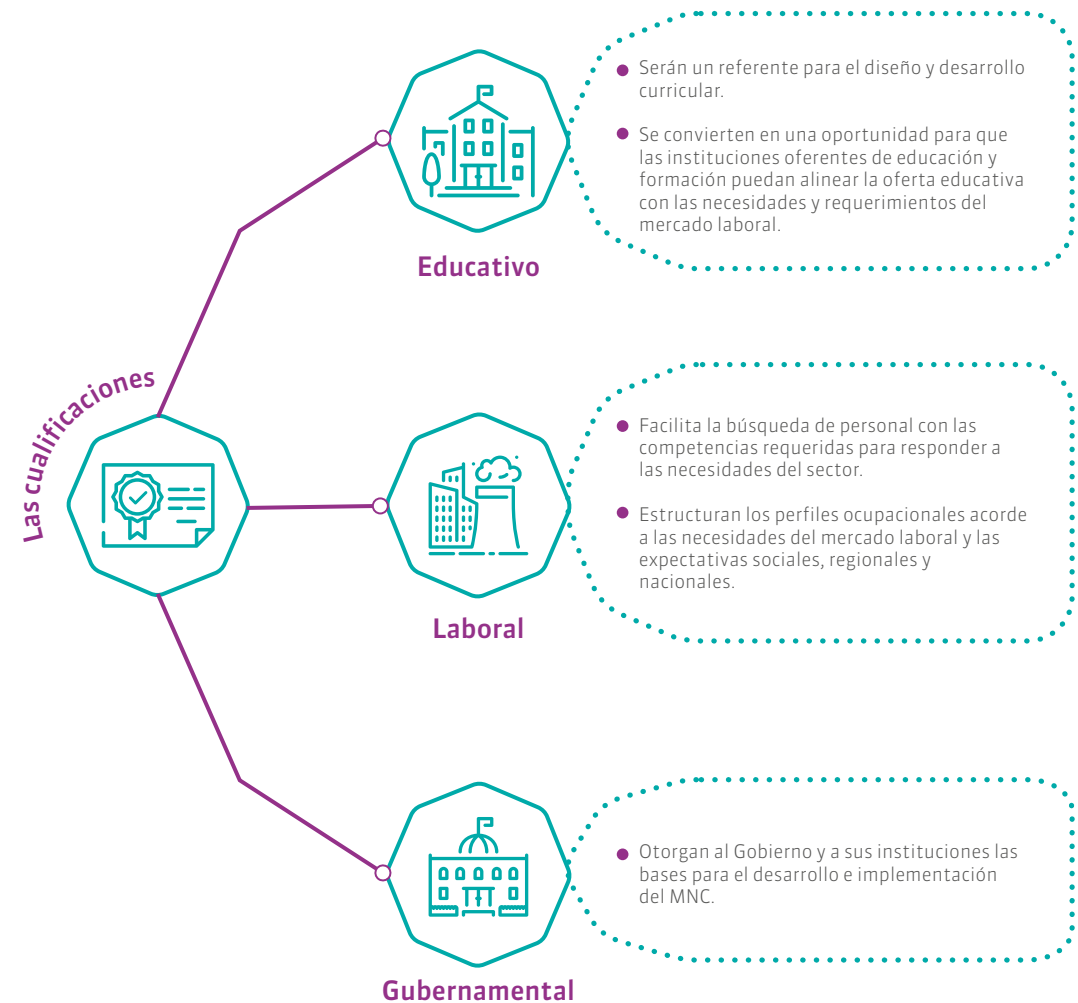 Las cualificaciones
Serán un referente para el diseño y desarrollo
curricular.
Se convierten en una oportunidad para que
las instituciones oferentes de educación y
formación puedan alinear la oferta educativa
con las necesidades y requerimientos del
mercado laboral.
Educativo
Facilita la búsqueda de personal con las
competencias requeridas para responder a
las necesidades del sector.
Estructuran los perfiles ocupacionales acorde
a las necesidades del mercado laboral y las
expectativas sociales, regionales y
nacionales.
Laboral
Otorgan al Gobierno y a sus instituciones las
bases para el desarrollo e implementación
del MNC.
Gubernamental